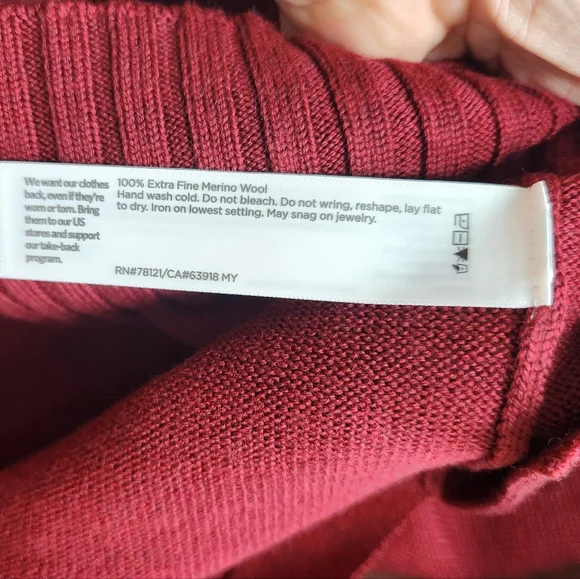 We want our clothes
back, even if they're
worn or torn. Bring
them to our US
stores and support
our take-back
program.
100% Extra Fine Merino Wool
Hand wash cold. Do not bleach. Do not wring, reshape, lay flat
to dry. Iron on lowest setting. May snag on jewelry.
RN#78121/CA#63918 MY